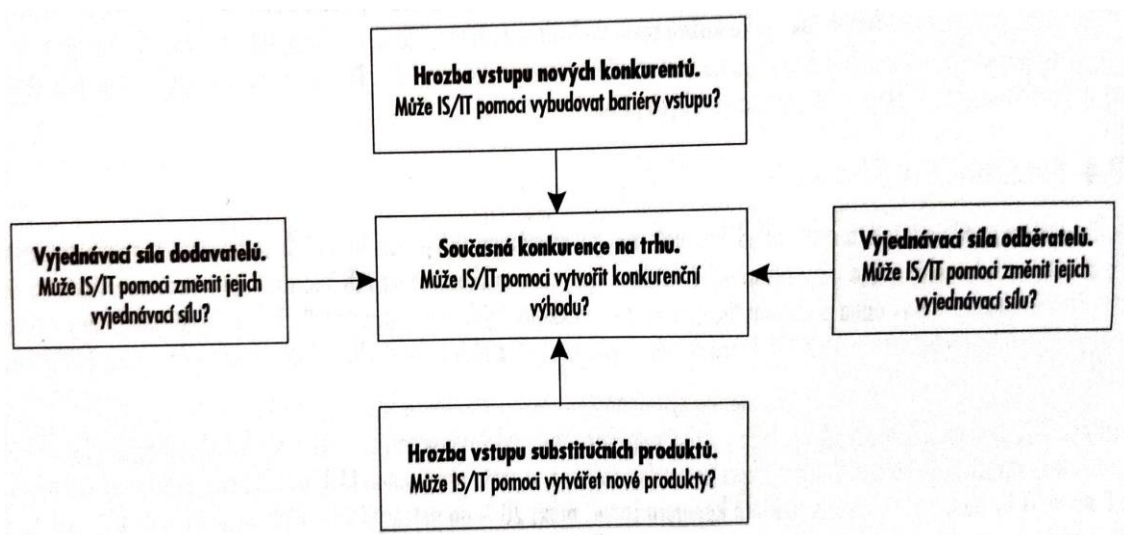 Hrozba vstupu nových konkurentů.
Může IS/IT pomoci vybudovat bariéry vstupu?
Vyjednávací síla dodavatelů.
Může IS/IT pomoci změnit jejich
vyjednávací sílu?
Současná konkurence na trhu.
Může IS/IT pomoci vytvořit konkurenční
výhodu?
Vyjednávací síla odběratelů.
Může IS/IT pomoci změnit jejich
vyjednávací sílu?
Hrozba vstupu substitučních produktů.
Může IS/IT pomoci vytvářet nové produkty?